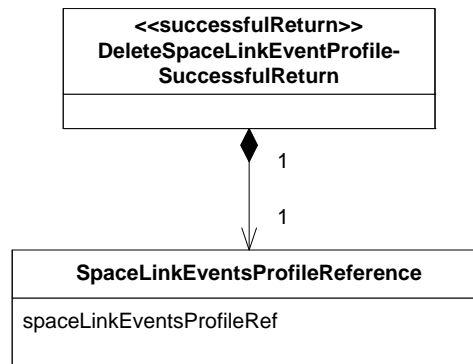 <<successfulReturn>>
DeleteSpaceLinkEventProfile-
SuccessfulReturn
1
1
SpaceLinkEventsProfileReference
spaceLinkEventsProfileRef